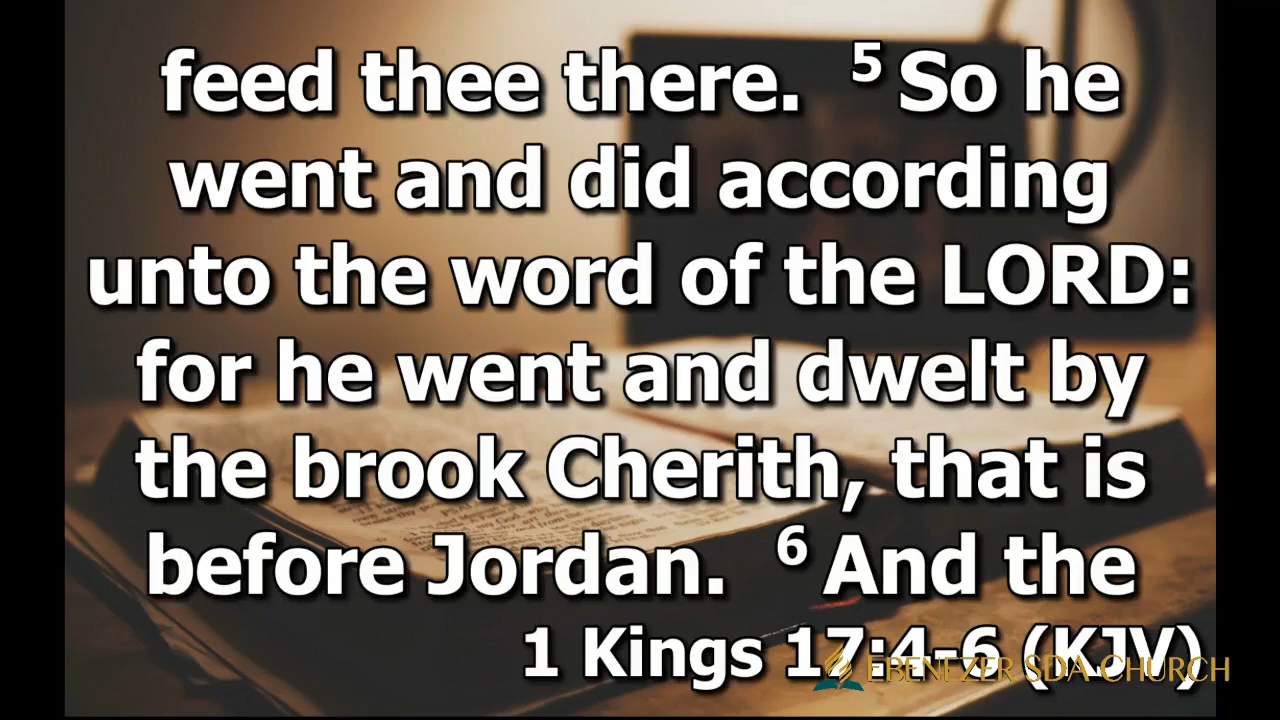 feed thee there. ⁵ So he
went and did according
unto the word of the LORD:
for he went and dwelt by
the brook Cherith, that is
before Jordan. ⁶ And the
1 Kings 17:4-6 (KJV)
EBENEZER SDA CHURCH